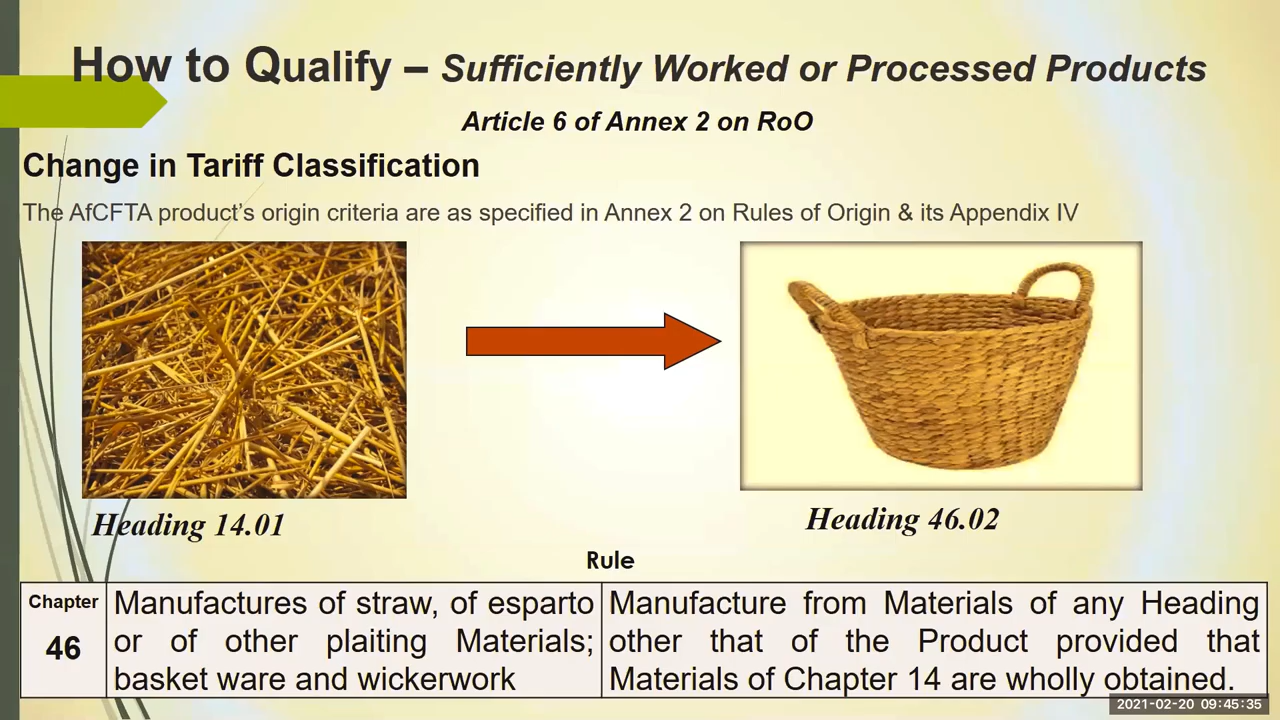 How to Qualify – Sufficiently Worked or Processed Products
Article 6 of Annex 2 on RoO
Change in Tariff Classification
The AfCFTA product's origin criteria are as specified in Annex 2 on Rules of Origin & its Appendix IV
Heading 14.01
Heading 46.02
Rule
Chapter
46
Manufactures of straw, of esparto
or of other plaiting Materials;
basket ware and wickerwork
Manufacture from Materials of any Heading
other that of the Product provided that
Materials of Chapter 14 are wholly obtained.
2021-02-20 09:45:35